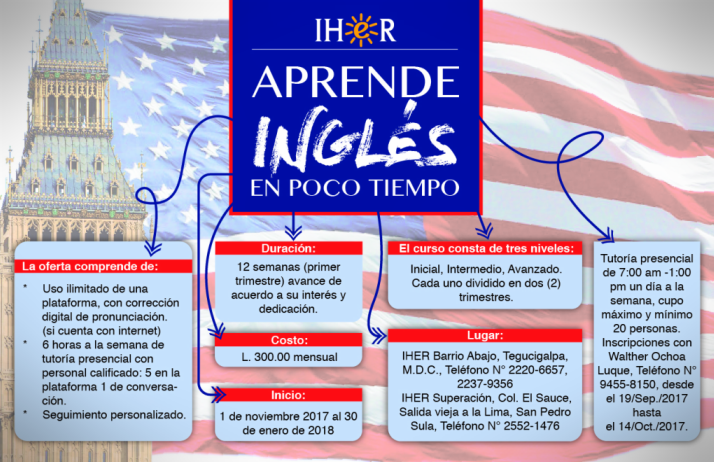 IHER
APRENDE
INGLÉS
EN POCO TIEMPO
La oferta comprende de:
* Uso ilimitado de una
plataforma, con corrección
digital de pronunciación.
(si cuenta con internet)
* 6 horas a la semana de
tutoría presencial con
personal calificado: 5 en la
plataforma 1 de conversa-
ción.
* Seguimiento personalizado.
Duración:
12 semanas (primer
trimestre) avance de
acuerdo a su interés y
dedicación.
Costo:
L. 300.00 mensual
Inicio:
1 de noviembre 2017 al 30
de enero de 2018
El curso consta de tres niveles:
Inicial, Intermedio, Avanzado.
Cada uno dividido en dos (2)
trimestres.
Lugar:
IHER Barrio Abajo, Tegucigalpa,
M.D.C., Teléfono N° 2220-6657,
2237-9356
IHER Superación, Col. El Sauce,
Salida vieja a la Lima, San Pedro
Sula, Teléfono N° 2552-1476
Tutoría presencial
de 7:00 am -1:00
pm un día a la
semana, cupo
máximo y mínimo
20 personas.
Inscripciones con
Walther Ochoa
Luque, Teléfono N°
9455-8150, desde
el 19/Sep./2017
hasta
el 14/Oct./2017.